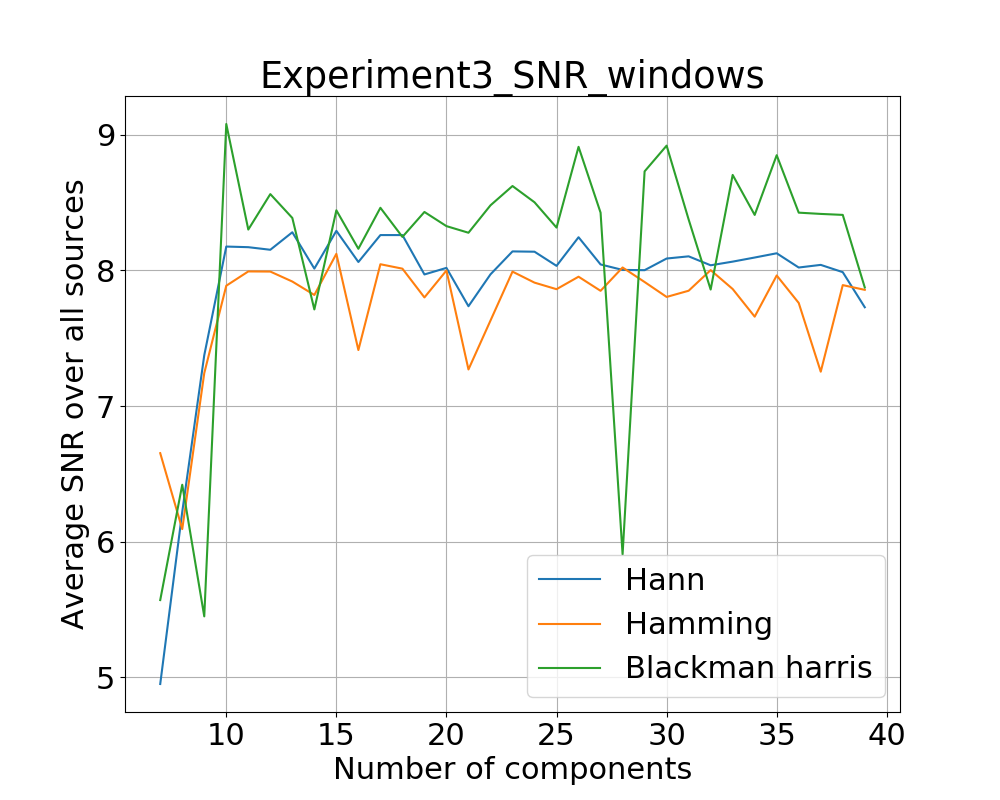 Experiment3_SNR_windows
Average SNR over all sources
9
8
7
6
5
Hann
Hamming
Blackman harris
10 15 20 25 30 35 40
Number of components